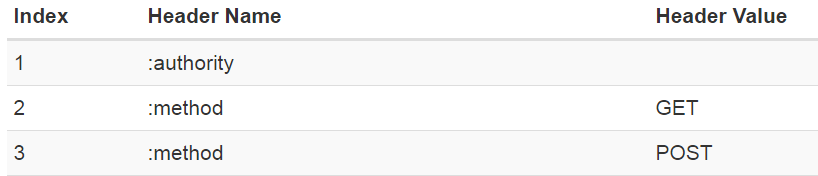 Index Header Name Header Value
1 :authority
2 :method GET
3 :method POST